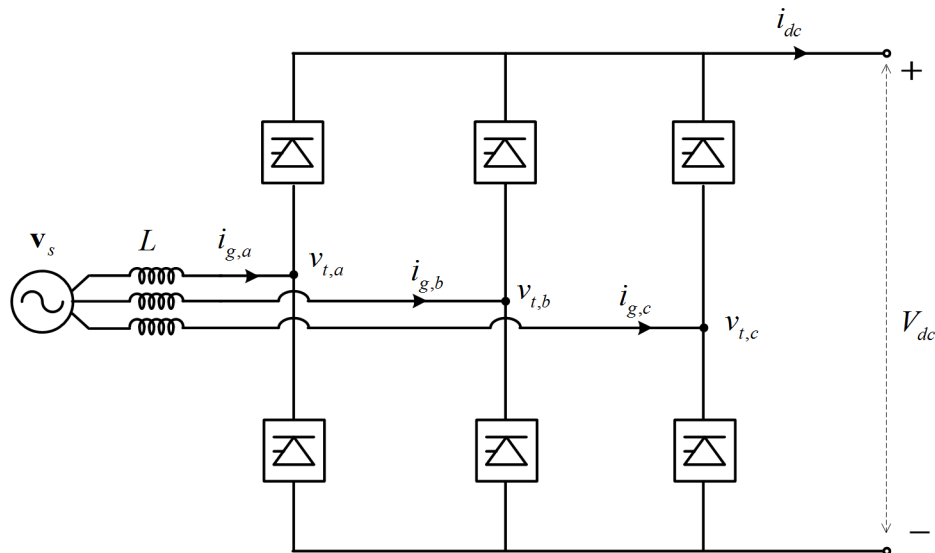 i_dc
+
v_s
L
i_g,a
v_t,a
i_g,b
v_t,b
i_g,c
v_t,c
V_dc
−